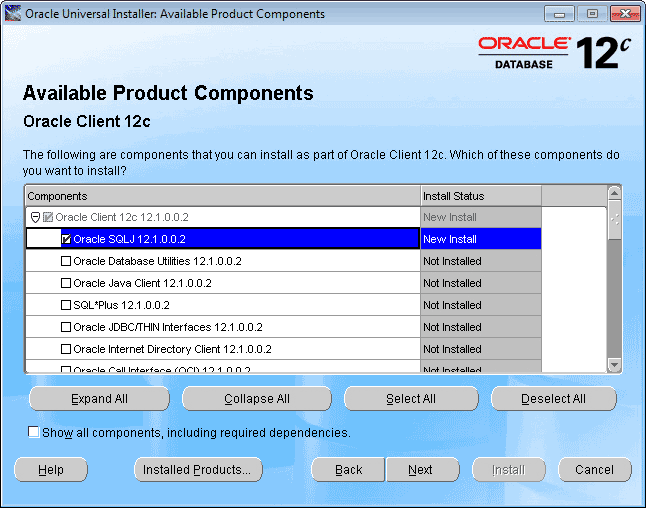 Oracle Universal Installer: Available Product Components
ORACLE
DATABASE 12c
Available Product Components
Oracle Client 12c
The following are components that you can install as part of Oracle Client 12c. Which of these components do
you want to install?
Components Install Status
Oracle Client 12c 12.1.0.0.2 New Install
Oracle SQLJ 12.1.0.0.2 New Install
Oracle Database Utilities 12.1.0.0.2 Not Installed
Oracle Java Client 12.1.0.0.2 Not Installed
SQL*Plus 12.1.0.0.2 Not Installed
Oracle JDBC/THIN Interfaces 12.1.0.0.2 Not Installed
Oracle Internet Directory Client 12.1.0.0.2 Not Installed
Oracle Call Interface (OCI) 12.1.0.0.2 Not Installed
Expand All Collapse All Select All Deselect All
Show all components, including required dependencies.
Help Installed Products... Back Next Install Cancel